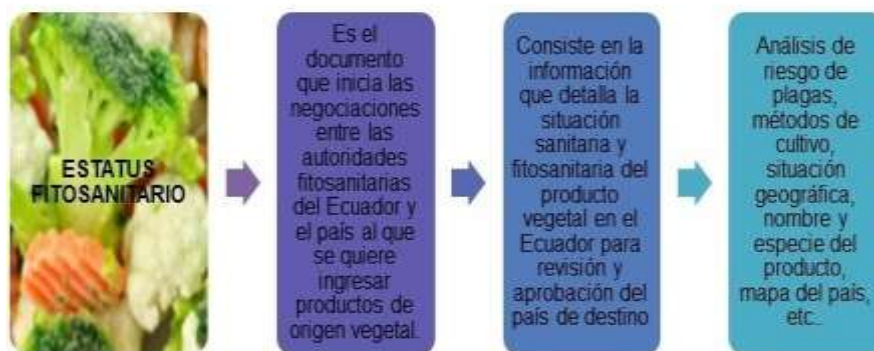 ESTATUS
FITOSANITARIO
Es el
documento
que inicia las
negociaciones
entre las
autoridades
fitosanitarias
del Ecuador y
el país al que
se quiere
ingresar
productos de
origen vegetal.
Consiste en la
información
que detalla la
situación
sanitaria y
fitosanitaria del
producto
vegetal en el
Ecuador para
revisión y
aprobación del
país de destino
Análisis de
riesgo de
plagas,
métodos de
cultivo,
situación
geográfica,
nombre y
especie del
producto,
mapa del país,
etc..